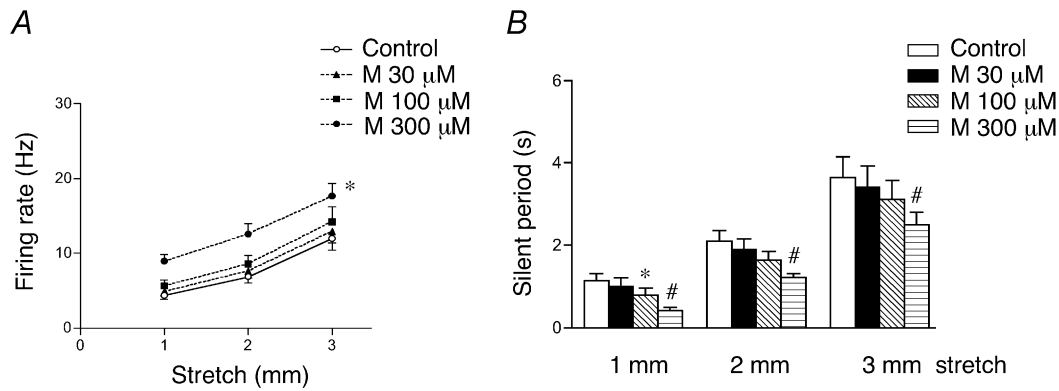 A
Control
M 30 μM
M 100 μM
M 300 μM
30
20
10
0
Firing rate (Hz)
*
0 1 2 3
Stretch (mm)
B
Control
M 30 μM
M 100 μM
M 300 μM
6
4
2
0
Silent period (s)
* # # #
1 mm 2 mm 3 mm stretch